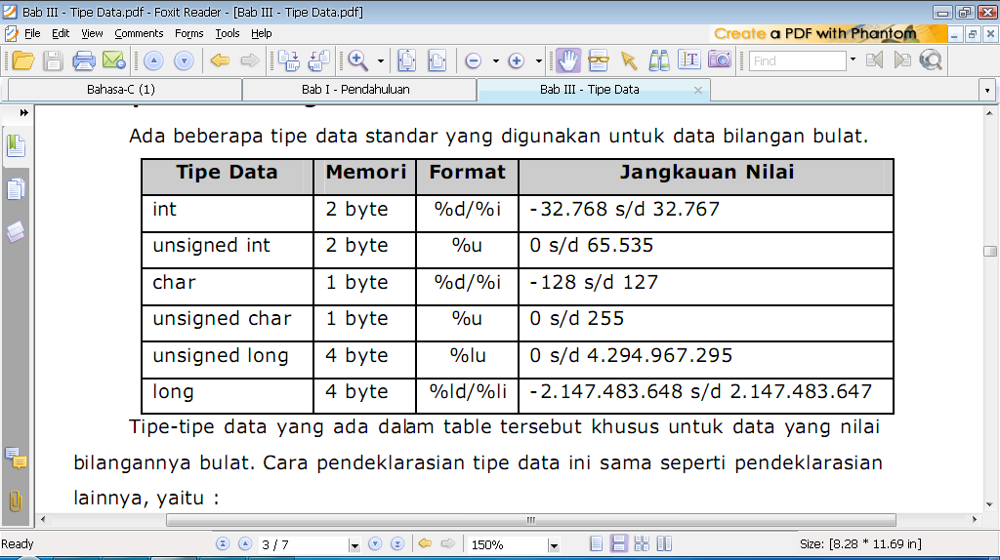 Bab III - Tipe Data.pdf - Foxit Reader - [Bab III - Tipe Data.pdf]
File Edit View Comments Forms Tools Help
Create a PDF with Phantom
Find
Bahasa-C (1) Bab I - Pendahuluan Bab III - Tipe Data
Ada beberapa tipe data standar yang digunakan untuk data bilangan bulat.
Tipe Data Memori Format Jangkauan Nilai
int 2 byte %d/%i -32.768 s/d 32.767
unsigned int 2 byte %u 0 s/d 65.535
char 1 byte %d/%i -128 s/d 127
unsigned char 1 byte %u 0 s/d 255
unsigned long 4 byte %lu 0 s/d 4.294.967.295
long 4 byte %ld/%li -2.147.483.648 s/d 2.147.483.647
Tipe-tipe data yang ada dalam table tersebut khusus untuk data yang nilai
bilangannya bulat. Cara pendeklarasian tipe data ini sama seperti pendeklarasian
lainnya, yaitu :
Ready 3 / 7 150% Size: [8.28 * 11.69 in]